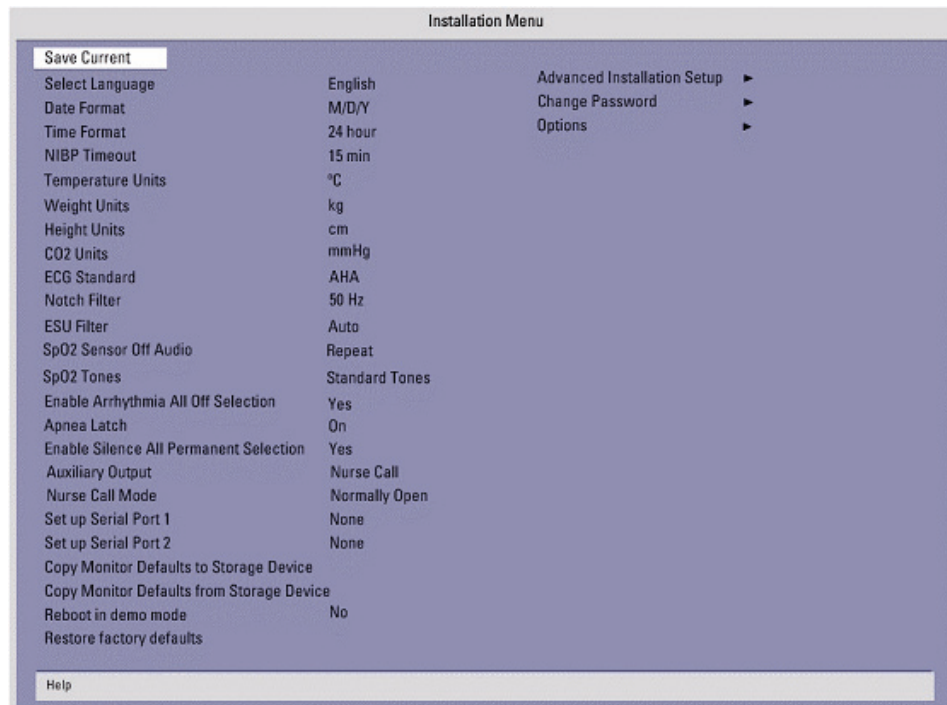 Installation Menu
Save Current
Select Language English
Date Format M/D/Y
Time Format 24 hour
NIBP Timeout 15 min
Temperature Units °C
Weight Units kg
Height Units cm
CO2 Units mmHg
ECG Standard AHA
Notch Filter 50 Hz
ESU Filter Auto
SpO2 Sensor Off Audio Repeat
SpO2 Tones Standard Tones
Enable Arrhythmia All Off Selection Yes
Apnea Latch On
Enable Silence All Permanent Selection Yes
Auxiliary Output Nurse Call
Nurse Call Mode Normally Open
Set up Serial Port 1 None
Set up Serial Port 2 None
Copy Monitor Defaults to Storage Device
Copy Monitor Defaults from Storage Device
Reboot in demo mode No
Restore factory defaults
Advanced Installation Setup ►
Change Password ►
Options ►
Help